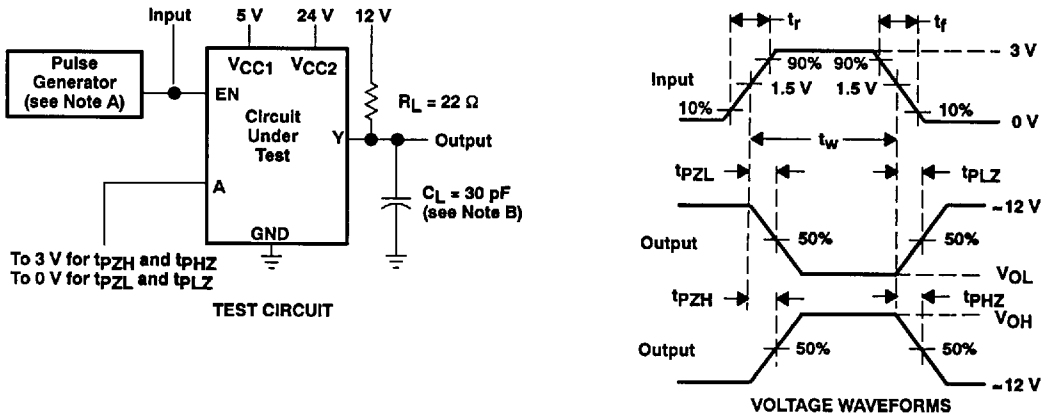 Input
5 V
24 V
12 V
Pulse
Generator
(see Note A)
VCC1
VCC2
EN
Circuit
Under
Test
A
Y
GND
RL = 22 Ω
Output
CL = 30 pF
(see Note B)
To 3 V for tPZH and tPHZ
To 0 V for tPZL and tPLZ
TEST CIRCUIT
tr
tf
3 V
Input
90%
90%
1.5 V
1.5 V
10%
10%
0 V
tw
tPZL
tPLZ
~12 V
Output
50%
50%
VOL
tPZH
tPHZ
VOH
Output
50%
50%
~12 V
VOLTAGE WAVEFORMS